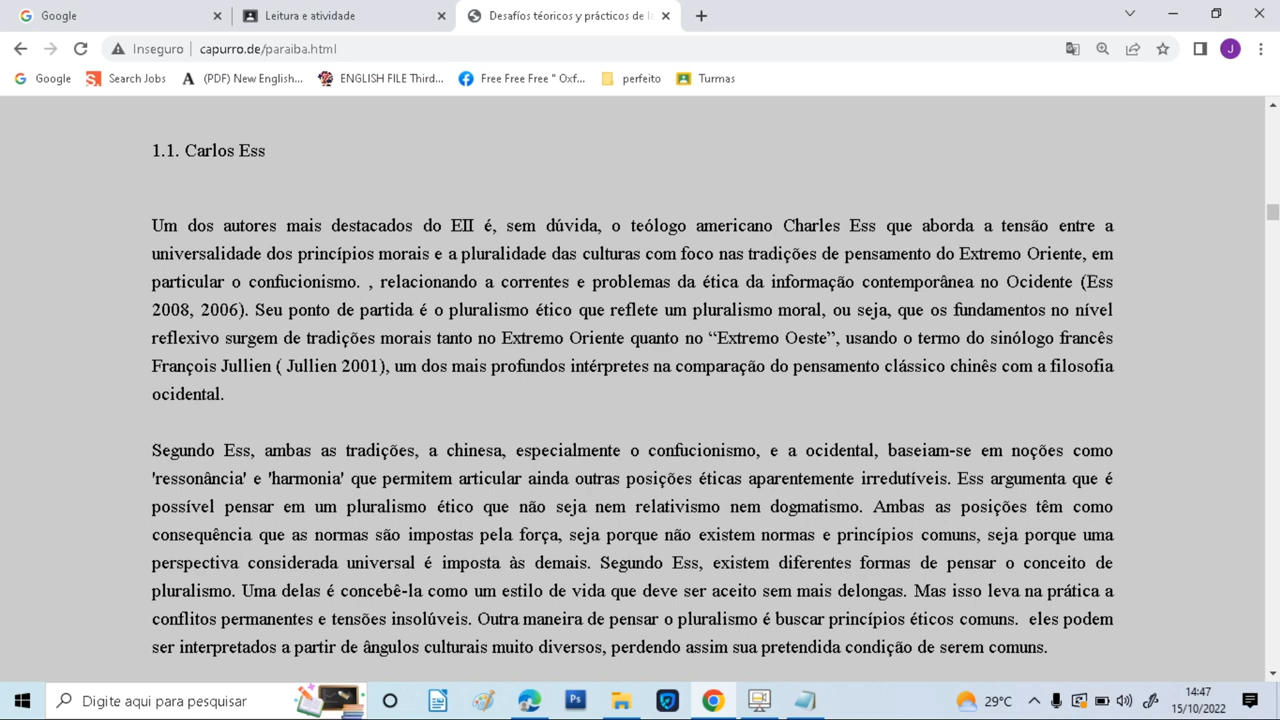 Google
Leitura e atividade
Desafíos téoricos y prácticos de la
Inseguro
capurro.de/paraiba.html
J
Google
Search Jobs
(PDF) New English...
ENGLISH FILE Third...
Free Free Free " Oxf...
perfeito
Turmas
1.1. Carlos Ess
Um dos autores mais destacados do EII é, sem dúvida, o teólogo americano Charles Ess que aborda a tensão entre a
universalidade dos princípios morais e a pluralidade das culturas com foco nas tradições de pensamento do Extremo Oriente, em
particular o confucionismo. , relacionando a correntes e problemas da ética da informação contemporânea no Ocidente (Ess
2008, 2006). Seu ponto de partida é o pluralismo ético que reflete um pluralismo moral, ou seja, que os fundamentos no nível
reflexivo surgem de tradições morais tanto no Extremo Oriente quanto no “Extremo Oeste”, usando o termo do sinólogo francês
François Jullien ( Jullien 2001), um dos mais profundos intérpretes na comparação do pensamento clássico chinês com a filosofia
ocidental.
Segundo Ess, ambas as tradições, a chinesa, especialmente o confucionismo, e a ocidental, baseiam-se em noções como
'ressonância' e 'harmonia' que permitem articular ainda outras posições éticas aparentemente irredutíveis. Ess argumenta que é
possível pensar em um pluralismo ético que não seja nem relativismo nem dogmatismo. Ambas as posições têm como
consequência que as normas são impostas pela força, seja porque não existem normas e princípios comuns, seja porque uma
perspectiva considerada universal é imposta às demais. Segundo Ess, existem diferentes formas de pensar o conceito de
pluralismo. Uma delas é concebê-la como um estilo de vida que deve ser aceito sem mais delongas. Mas isso leva na prática a
conflitos permanentes e tensões insolúveis. Outra maneira de pensar o pluralismo é buscar princípios éticos comuns. eles podem
ser interpretados a partir de ângulos culturais muito diversos, perdendo assim sua pretendida condição de serem comuns.
Digite aqui para pesquisar
Ps
29°C
14:47
15/10/2022